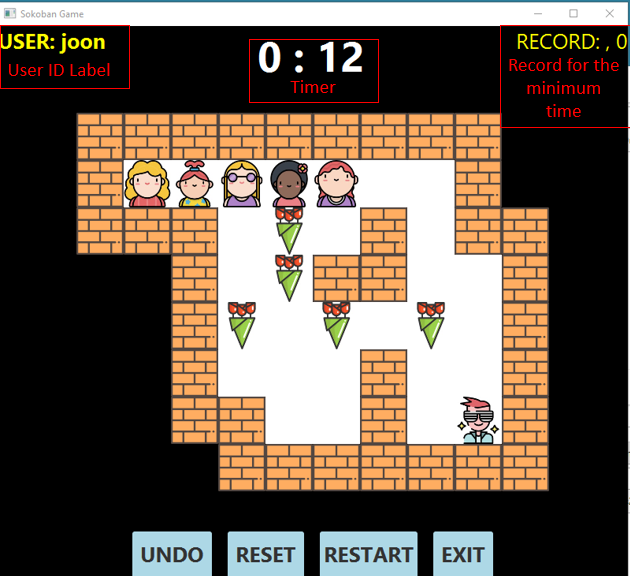 Sokoban Game
USER: joon
User ID Label
0 : 12
Timer
RECORD: , 0
Record for the
minimum
time
UNDO
RESET
RESTART
EXIT